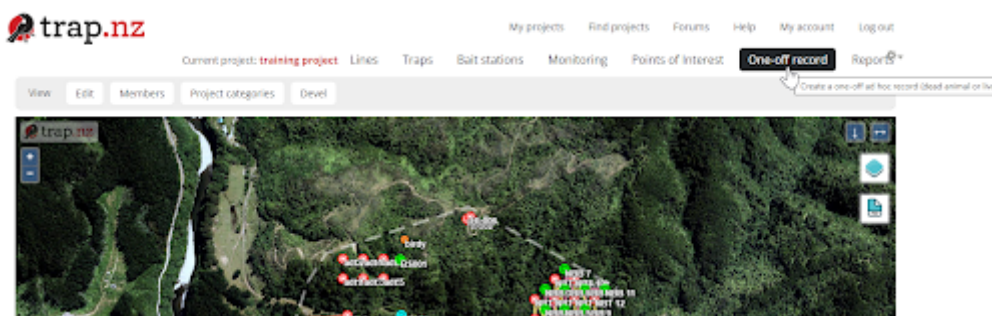 trap.nz
My projects Find projects Forums Help My account Log out
Current project: training project Lines Traps Bait stations Monitoring Points of Interest One-off record Reports
Create a one-off ad hoc record (dead animal or liv
View Edit Members Project categories Devel
trap.nz
+
-
birdy